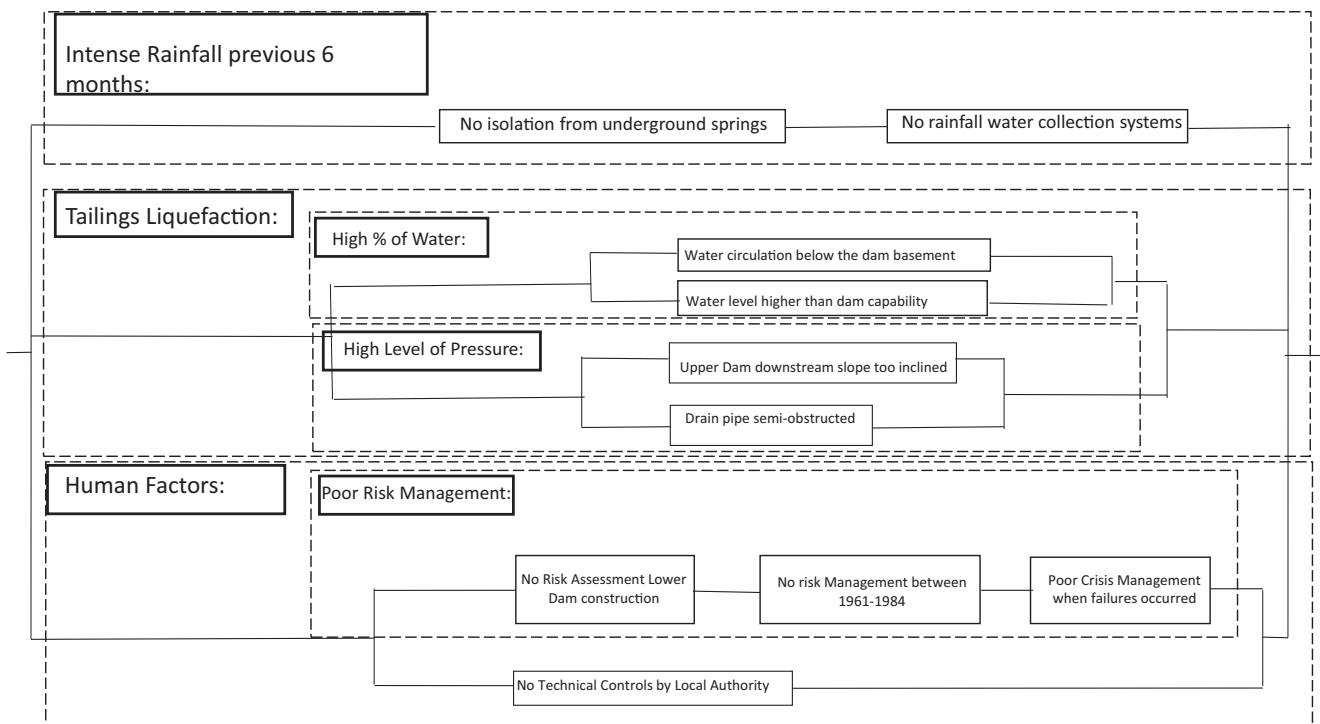 Intense Rainfall previous 6
months:
No isolation from underground springs
No rainfall water collection systems
Tailings Liquefaction:
High % of Water:
Water circulation below the dam basement
Water level higher than dam capability
High Level of Pressure:
Upper Dam downstream slope too inclined
Drain pipe semi-obstructed
Human Factors:
Poor Risk Management:
No Risk Assessment Lower
Dam construction
No risk Management between
1961-1984
Poor Crisis Management
when failures occurred
No Technical Controls by Local Authority